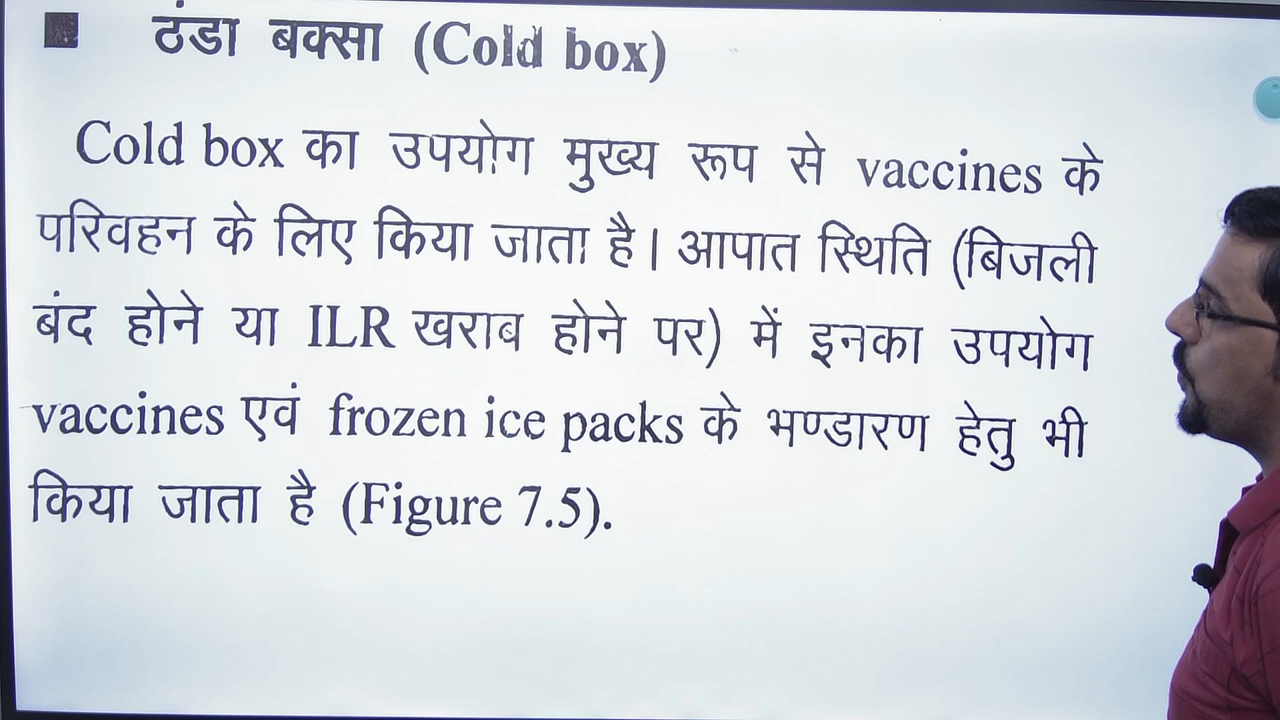 ठंडा बक्सा (Cold box)
Cold box का उपयोग मुख्य रूप से vaccines के
परिवहन के लिए किया जाता है। आपात स्थिति (बिजली
बंद होने या ILR खराब होने पर) में इनका उपयोग
vaccines एवं frozen ice packs के भण्डारण हेतु भी
किया जाता है (Figure 7.5).